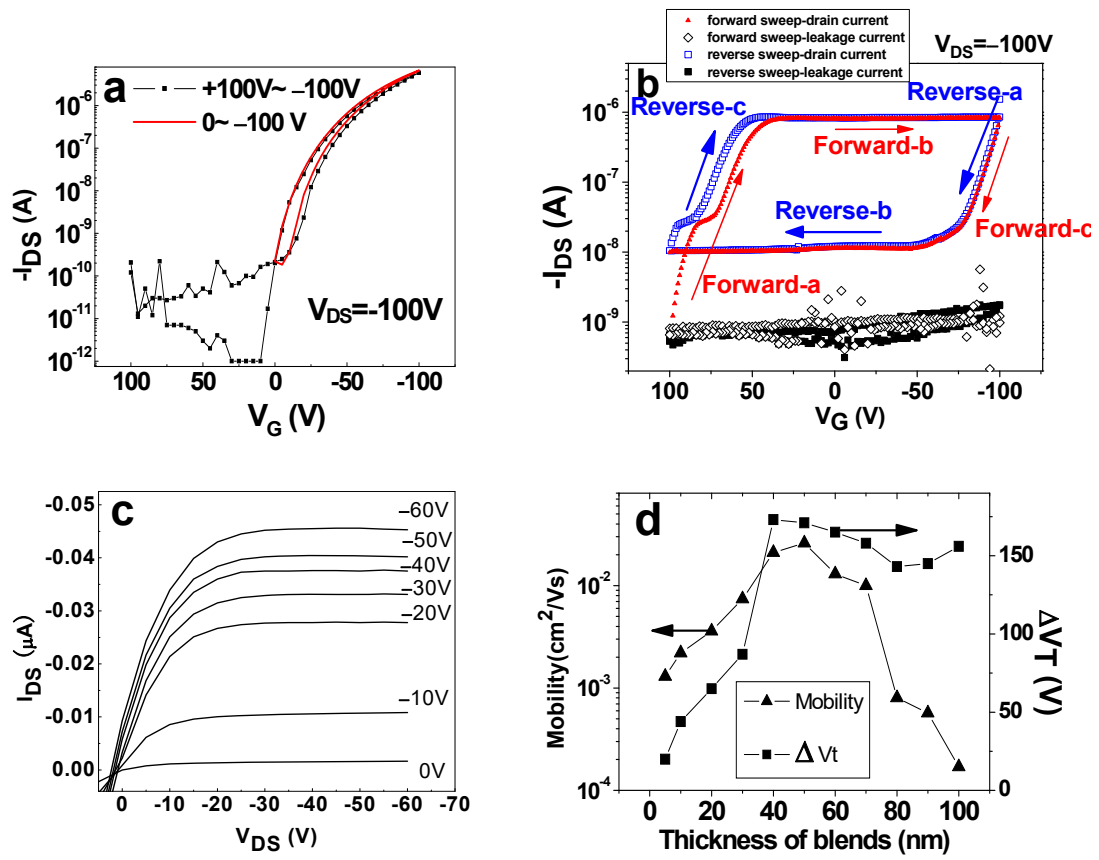 a
+100V~ −100V
0~ −100 V
V_DS=-100V
-I_DS (A)
10^-6
10^-7
10^-8
10^-9
10^-10
10^-11
10^-12
100 50 0 -50 -100
V_G (V)
forward sweep-drain current
forward sweep-leakage current
reverse sweep-drain current
reverse sweep-leakage current
V_DS=−100V
b
Reverse-c
Reverse-a
Forward-b
Reverse-b
Forward-c
Forward-a
-I_DS (A)
10^-6
10^-7
10^-8
10^-9
100 50 0 -50 -100
V_G (V)
c
−60V
−50V
−40V
−30V
−20V
−10V
0V
I_DS (μA)
-0.05
-0.04
-0.03
-0.02
-0.01
0.00
0 -10 -20 -30 -40 -50 -60 -70
V_DS (V)
d
Mobility(cm^2/Vs)
10^-2
10^-3
10^-4
Mobility
Δ Vt
150
100
50
0
ΔV_T (V)
0 20 40 60 80 100
Thickness of blends (nm)